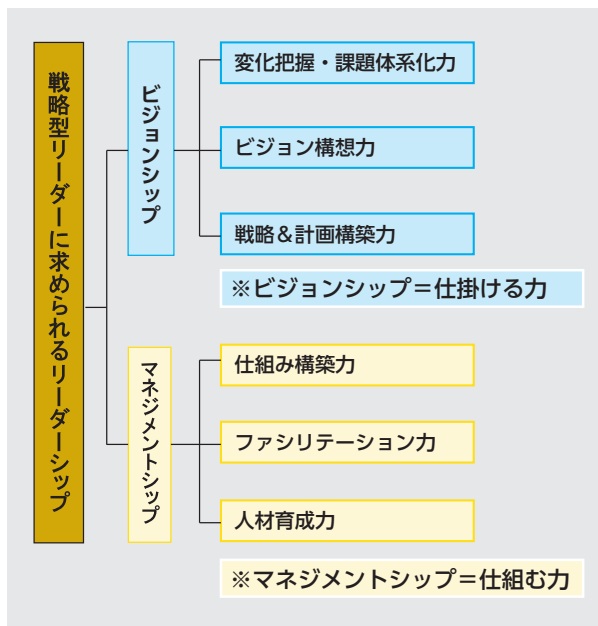 戦略型リーダーに求められるリーダーシップ
ビジョンシップ
変化把握・課題体系化力
ビジョン構想力
戦略＆計画構築力
※ビジョンシップ＝仕掛ける力
マネジメントシップ
仕組み構築力
ファシリテーション力
人材育成力
※マネジメントシップ＝仕組む力